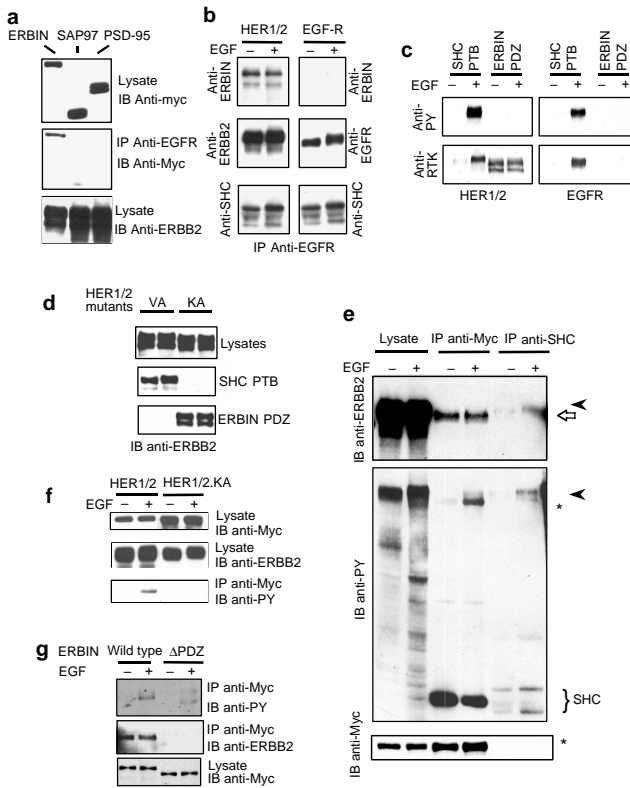 a
ERBIN SAP97 PSD-95
Lysate
IB Anti-myc
IP Anti-EGFR
IB Anti-Myc
Lysate
IB Anti-ERBB2
b
HER1/2 EGF-R
EGF – + – +
Anti-ERBIN
Anti-ERBIN
Anti-ERBB2
Anti-EGFR
Anti-SHC
Anti-SHC
IP Anti-EGFR
c
SHC PTB
ERBIN PDZ
SHC PTB
ERBIN PDZ
EGF – + – + – + – +
Anti-PY
Anti-RTK
HER1/2 EGFR
d
HER1/2 mutants
VA KA
Lysates
SHC PTB
ERBIN PDZ
IB anti-ERBB2
e
Lysate IP anti-Myc IP anti-SHC
EGF – + – + – +
IB anti-ERBB2
IB anti-PY
*
} SHC
IB anti-Myc
*
f
HER1/2 HER1/2.KA
EGF – + – +
Lysate
IB anti-Myc
Lysate
IB anti-ERBB2
IP anti-Myc
IB anti-PY
g
ERBIN Wild type ΔPDZ
EGF – + – +
IP anti-Myc
IB anti-PY
IP anti-Myc
IB anti-ERBB2
Lysate
IB anti-Myc